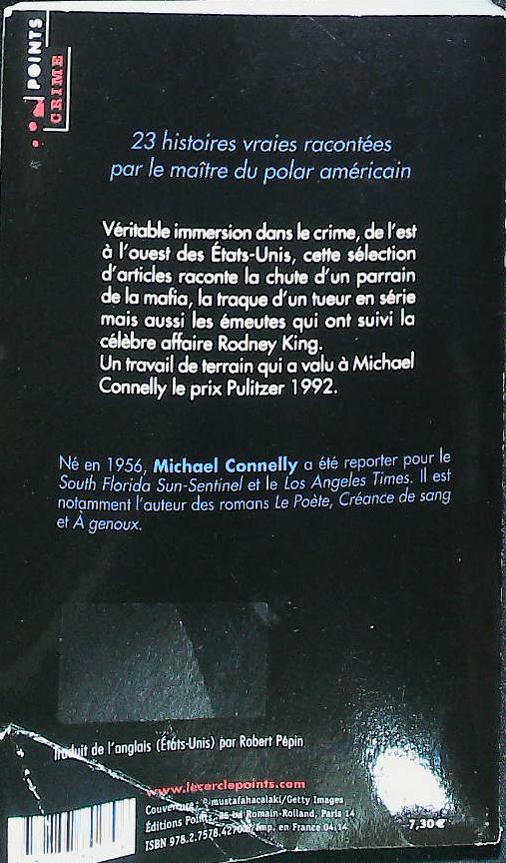 POINTS
CRIME
23 histoires vraies racontées
par le maître du polar américain
Véritable immersion dans le crime, de l'est
à l'ouest des États-Unis, cette sélection
d'articles raconte la chute d'un parrain
de la mafia, la traque d'un tueur en série
mais aussi les émeutes qui ont suivi la
célèbre affaire Rodney King.
Un travail de terrain qui a valu à Michael
Connelly le prix Pulitzer 1992.
Né en 1956, Michael Connelly a été reporter pour le
South Florida Sun-Sentinel et le Los Angeles Times. Il est
notamment l'auteur des romans Le Poète, Créance de sang
et À genoux.
Traduit de l'anglais (États-Unis) par Robert Pépin
www.lecerclepoints.com
Couverture: © mustafahacalaki/Getty Images
Éditions Points, bd Romain-Rolland, Paris 14
ISBN 978.2.7578. /Imp. en France 04.14
7,30€